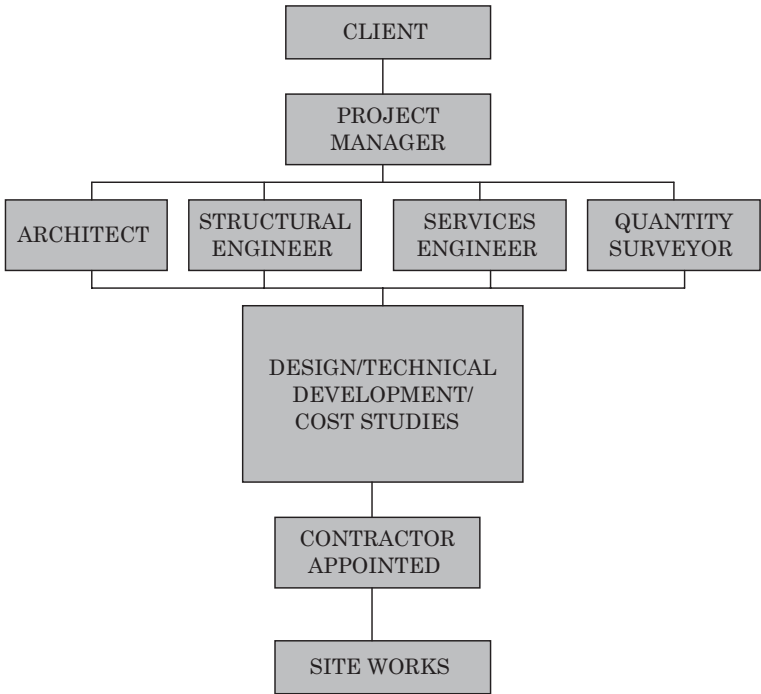 CLIENT
PROJECT
MANAGER
ARCHITECT
STRUCTURAL
ENGINEER
SERVICES
ENGINEER
QUANTITY
SURVEYOR
DESIGN/TECHNICAL
DEVELOPMENT/
COST STUDIES
CONTRACTOR
APPOINTED
SITE WORKS